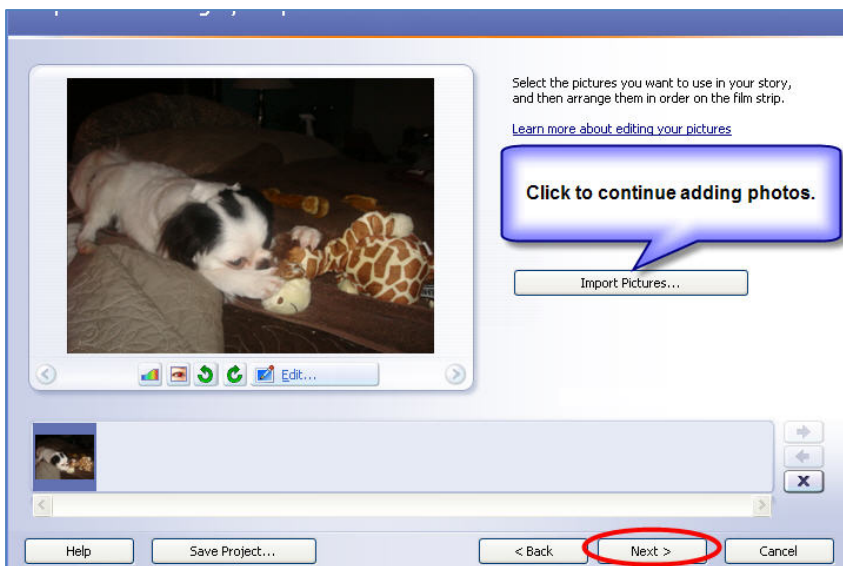 Select the pictures you want to use in your story,
and then arrange them in order on the film strip.
Learn more about editing your pictures
Click to continue adding photos.
Import Pictures...
Edit...
Help
Save Project...
< Back
Next >
Cancel